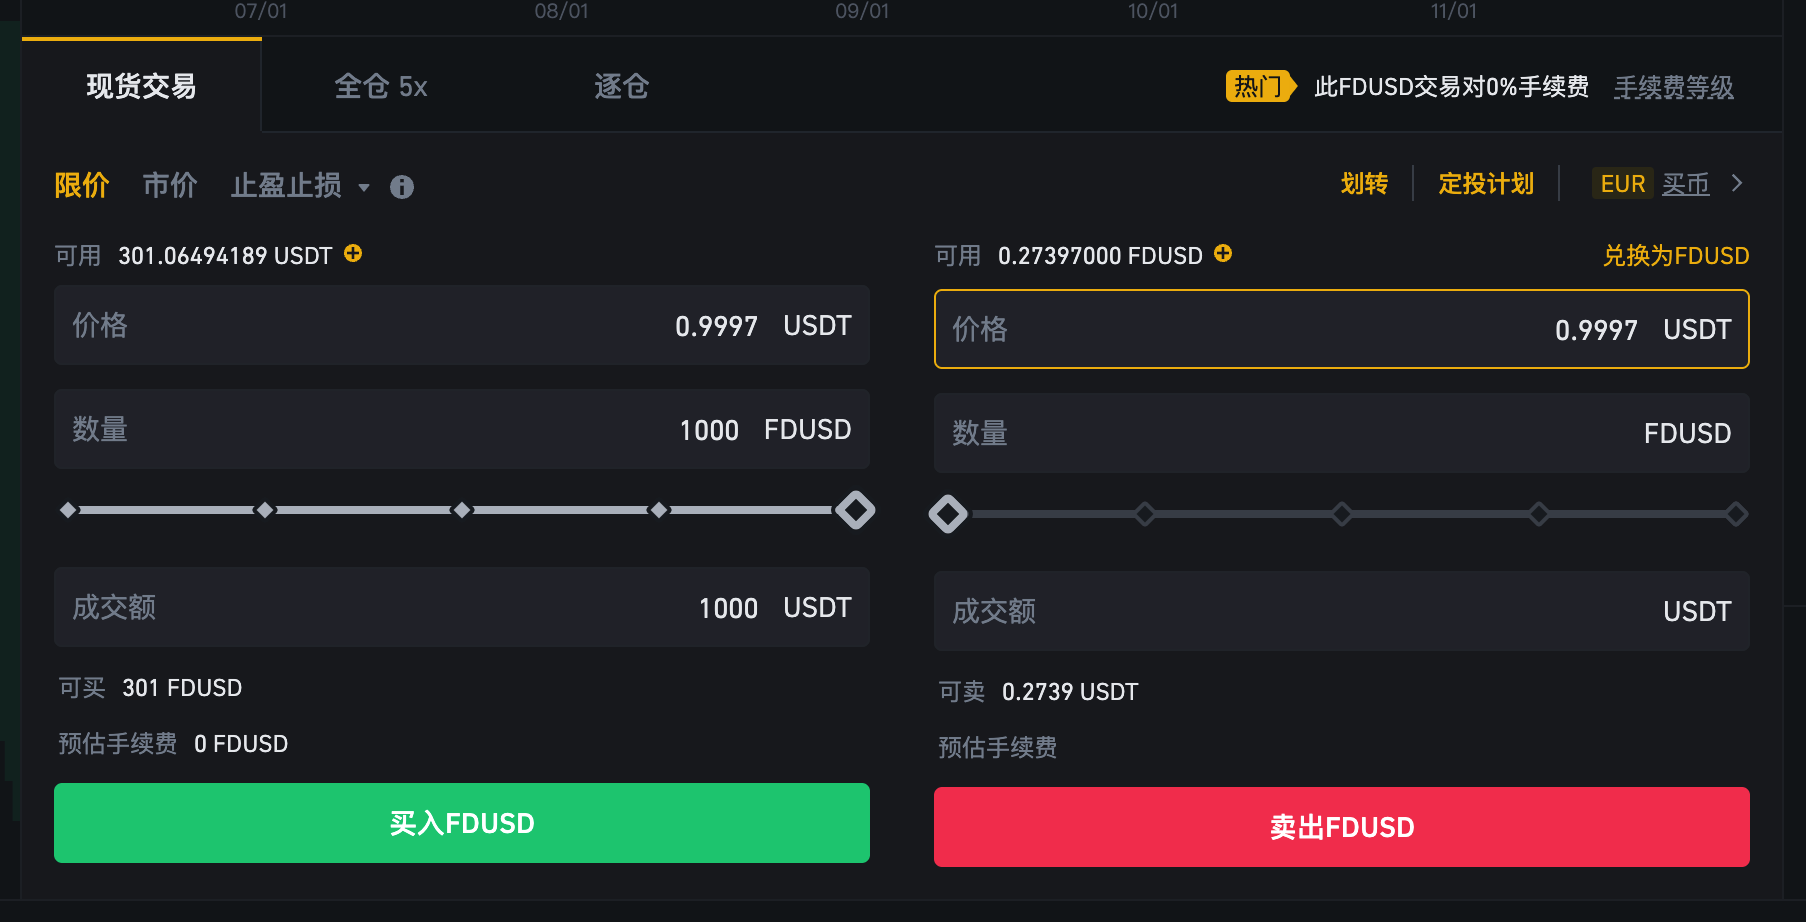 07/01 08/01 09/01 10/01 11/01
现货交易 全仓 5x 逐仓 热门 此FDUSD交易对0%手续费 手续费等级
限价 市价 止盈止损 划转 定投计划 EUR 买币
可用 301.06494189 USDT
价格 0.9997 USDT
数量 1000 FDUSD
成交额 1000 USDT
可买 301 FDUSD
预估手续费 0 FDUSD
买入FDUSD
可用 0.27397000 FDUSD 兑换为FDUSD
价格 0.9997 USDT
数量 FDUSD
成交额 USDT
可卖 0.2739 USDT
预估手续费
卖出FDUSD